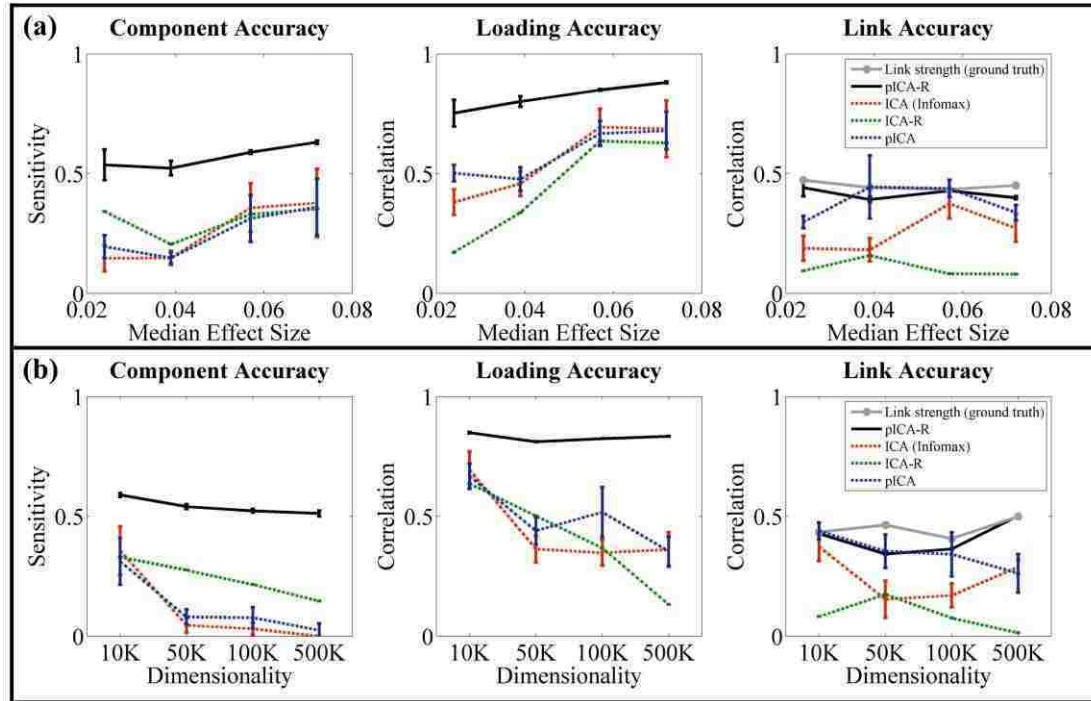 (a)
Component Accuracy
1
0.5
0
Sensitivity
0.02 0.04 0.06 0.08
Median Effect Size
Loading Accuracy
1
0.5
0
Correlation
0.02 0.04 0.06 0.08
Median Effect Size
Link Accuracy
1
0.5
0
Correlation
Link strength (ground truth)
pICA-R
ICA (Infomax)
ICA-R
pICA
0.02 0.04 0.06 0.08
Median Effect Size
(b)
Component Accuracy
1
0.5
0
Sensitivity
10K 50K 100K 500K
Dimensionality
Loading Accuracy
1
0.5
0
Correlation
10K 50K 100K 500K
Dimensionality
Link Accuracy
1
0.5
0
Correlation
Link strength (ground truth)
pICA-R
ICA (Infomax)
ICA-R
pICA
10K 50K 100K 500K
Dimensionality